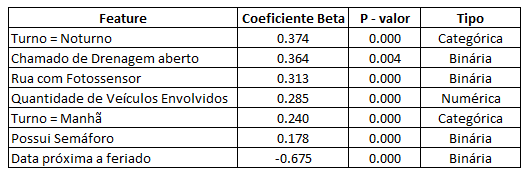 Feature Coeficiente Beta P - valor Tipo
Turno = Noturno 0.374 0.000 Categórica
Chamado de Drenagem aberto 0.364 0.004 Binária
Rua com Fotossensor 0.313 0.000 Binária
Quantidade de Veículos Envolvidos 0.285 0.000 Numérica
Turno = Manhã 0.240 0.000 Categórica
Possui Semáforo 0.178 0.000 Binária
Data próxima a feriado -0.675 0.000 Binária